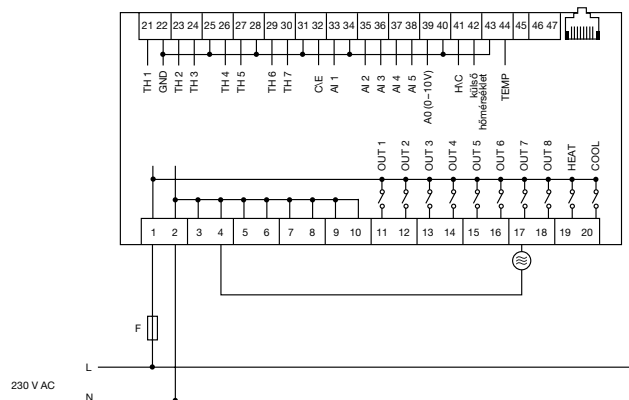 21 22 23 24 25 26 27 28 29 30 31 32 33 34 35 36 37 38 39 40 41 42 43 44 45 46 47
TH 1
GND
TH 2
TH 3
TH 4
TH 5
TH 6
TH 7
C\E
AI 1
AI 2
AI 3
AI 4
AI 5
A0 (0–10V)
H\C
külső
hőmérséklet
TEMP
OUT 1
OUT 2
OUT 3
OUT 4
OUT 5
OUT 6
OUT 7
OUT 8
HEAT
COOL
1 2 3 4 5 6 7 8 9 10 11 12 13 14 15 16 17 18 19 20
F
L
230 V AC
N